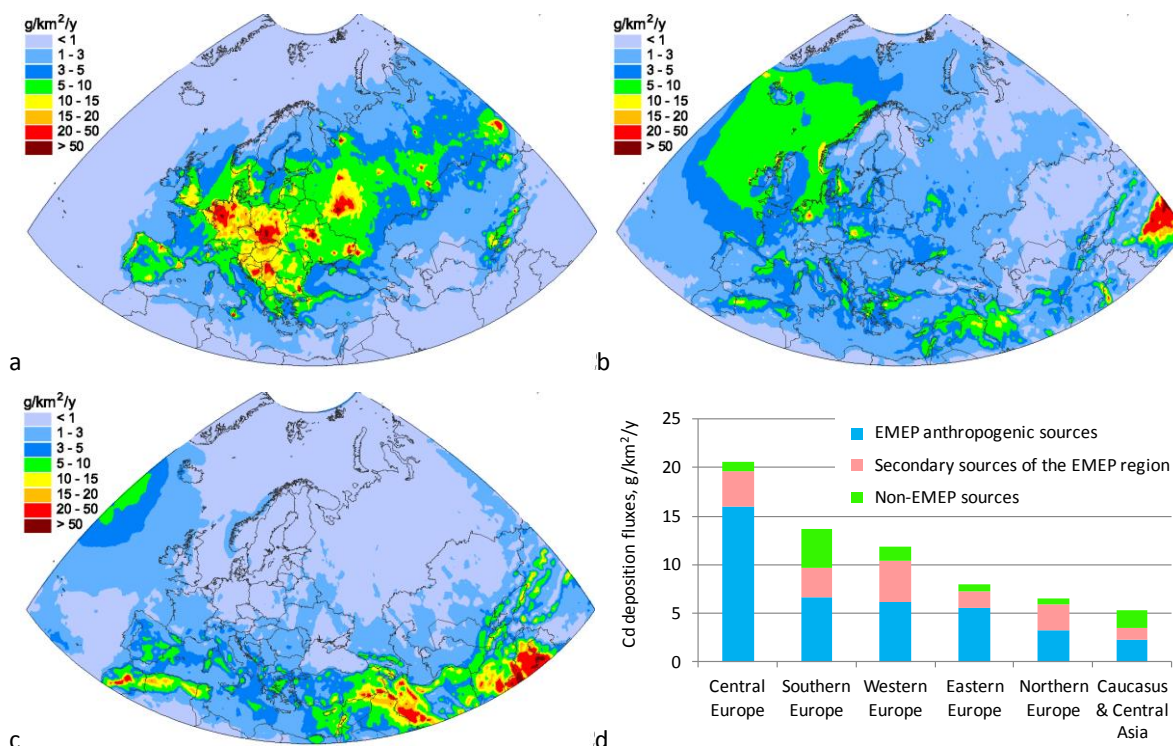 g/km²/y
< 1
1 - 3
3 - 5
5 - 10
10 - 15
15 - 20
20 - 50
> 50
a
g/km²/y
< 1
1 - 3
3 - 5
5 - 10
10 - 15
15 - 20
20 - 50
> 50
b
g/km²/y
< 1
1 - 3
3 - 5
5 - 10
10 - 15
15 - 20
20 - 50
> 50
c
Cd deposition fluxes, g/km²/y
25
20
15
10
5
0
EMEP anthropogenic sources
Secondary sources of the EMEP region
Non-EMEP sources
Central Southern Western Eastern Northern Caucasus
Europe Europe Europe Europe Europe & Central
Asia
d